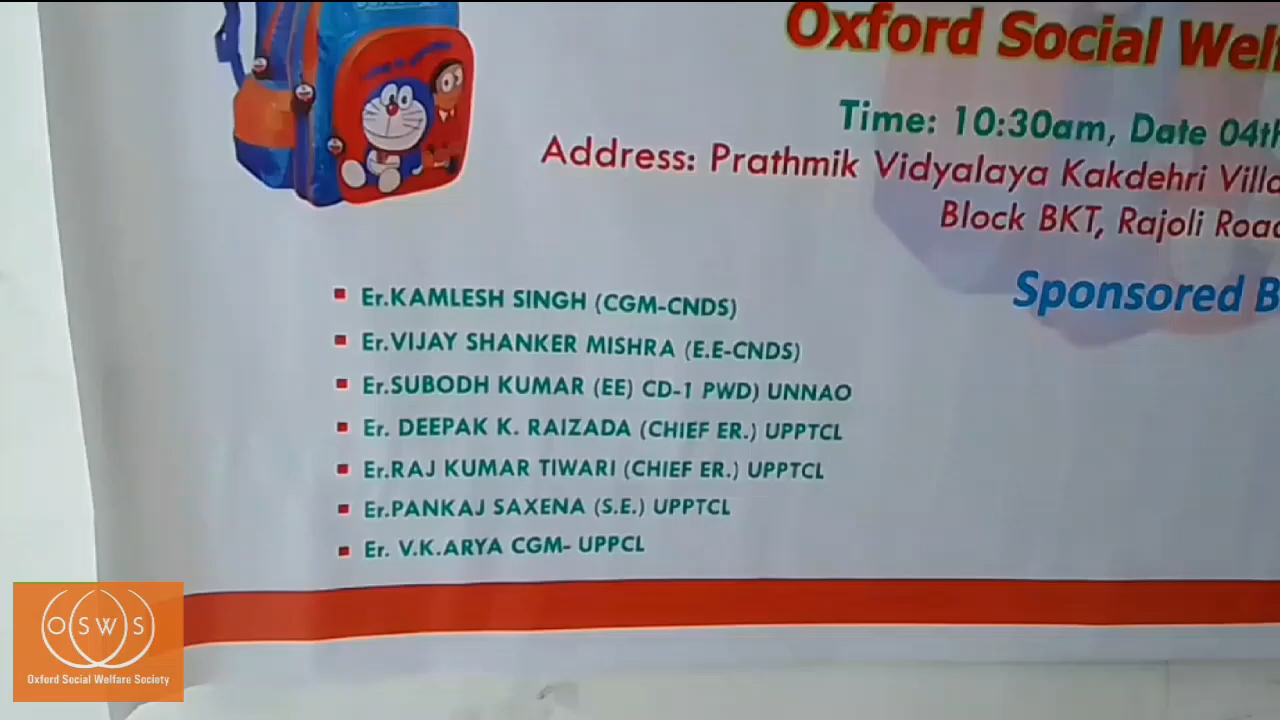 Oxford Social
Time: 10:30am, Date 04th
Address: Prathmik Vidyalaya Kakdehri
Block BKT, Rajoli Road
Sponsored
Er.KAMLESH SINGH (CGM-CNDS)
Er.VIJAY SHANKER MISHRA (E.E-CNDS)
Er.SUBODH KUMAR (EE) CD-1 PWD) UNNAO
Er. DEEPAK K. RAIZADA (CHIEF ER.) UPPTCL
Er.RAJ KUMAR TIWARI (CHIEF ER.) UPPTCL
Er.PANKAJ SAXENA (S.E.) UPPTCL
Er. V.K.ARYA CGM- UPPCL
OSWS
Oxford Social Welfare Society